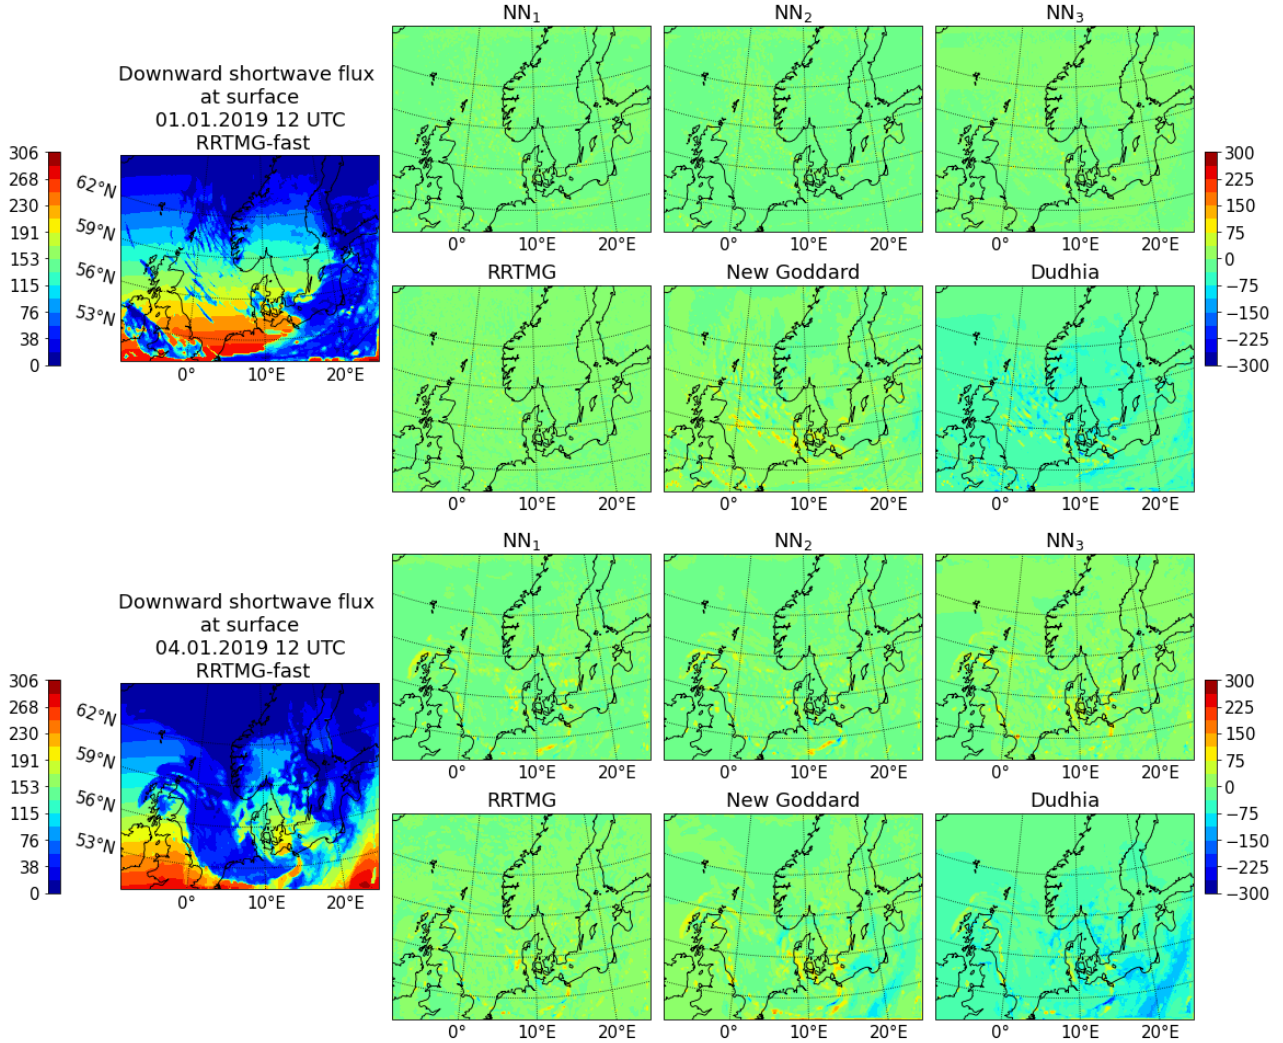 Downward shortwave flux
at surface
01.01.2019 12 UTC
RRTMG-fast
306
268
230
191
153
115
76
38
0
62°N
59°N
56°N
53°N
0° 10°E 20°E
NN₁ NN₂ NN₃
0° 10°E 20°E 0° 10°E 20°E 0° 10°E 20°E
RRTMG New Goddard Dudhia
0° 10°E 20°E 0° 10°E 20°E 0° 10°E 20°E
300
225
150
75
0
−75
−150
−225
−300
Downward shortwave flux
at surface
04.01.2019 12 UTC
RRTMG-fast
306
268
230
191
153
115
76
38
0
62°N
59°N
56°N
53°N
0° 10°E 20°E
NN₁ NN₂ NN₃
0° 10°E 20°E 0° 10°E 20°E 0° 10°E 20°E
RRTMG New Goddard Dudhia
0° 10°E 20°E 0° 10°E 20°E 0° 10°E 20°E
300
225
150
75
0
−75
−150
−225
−300